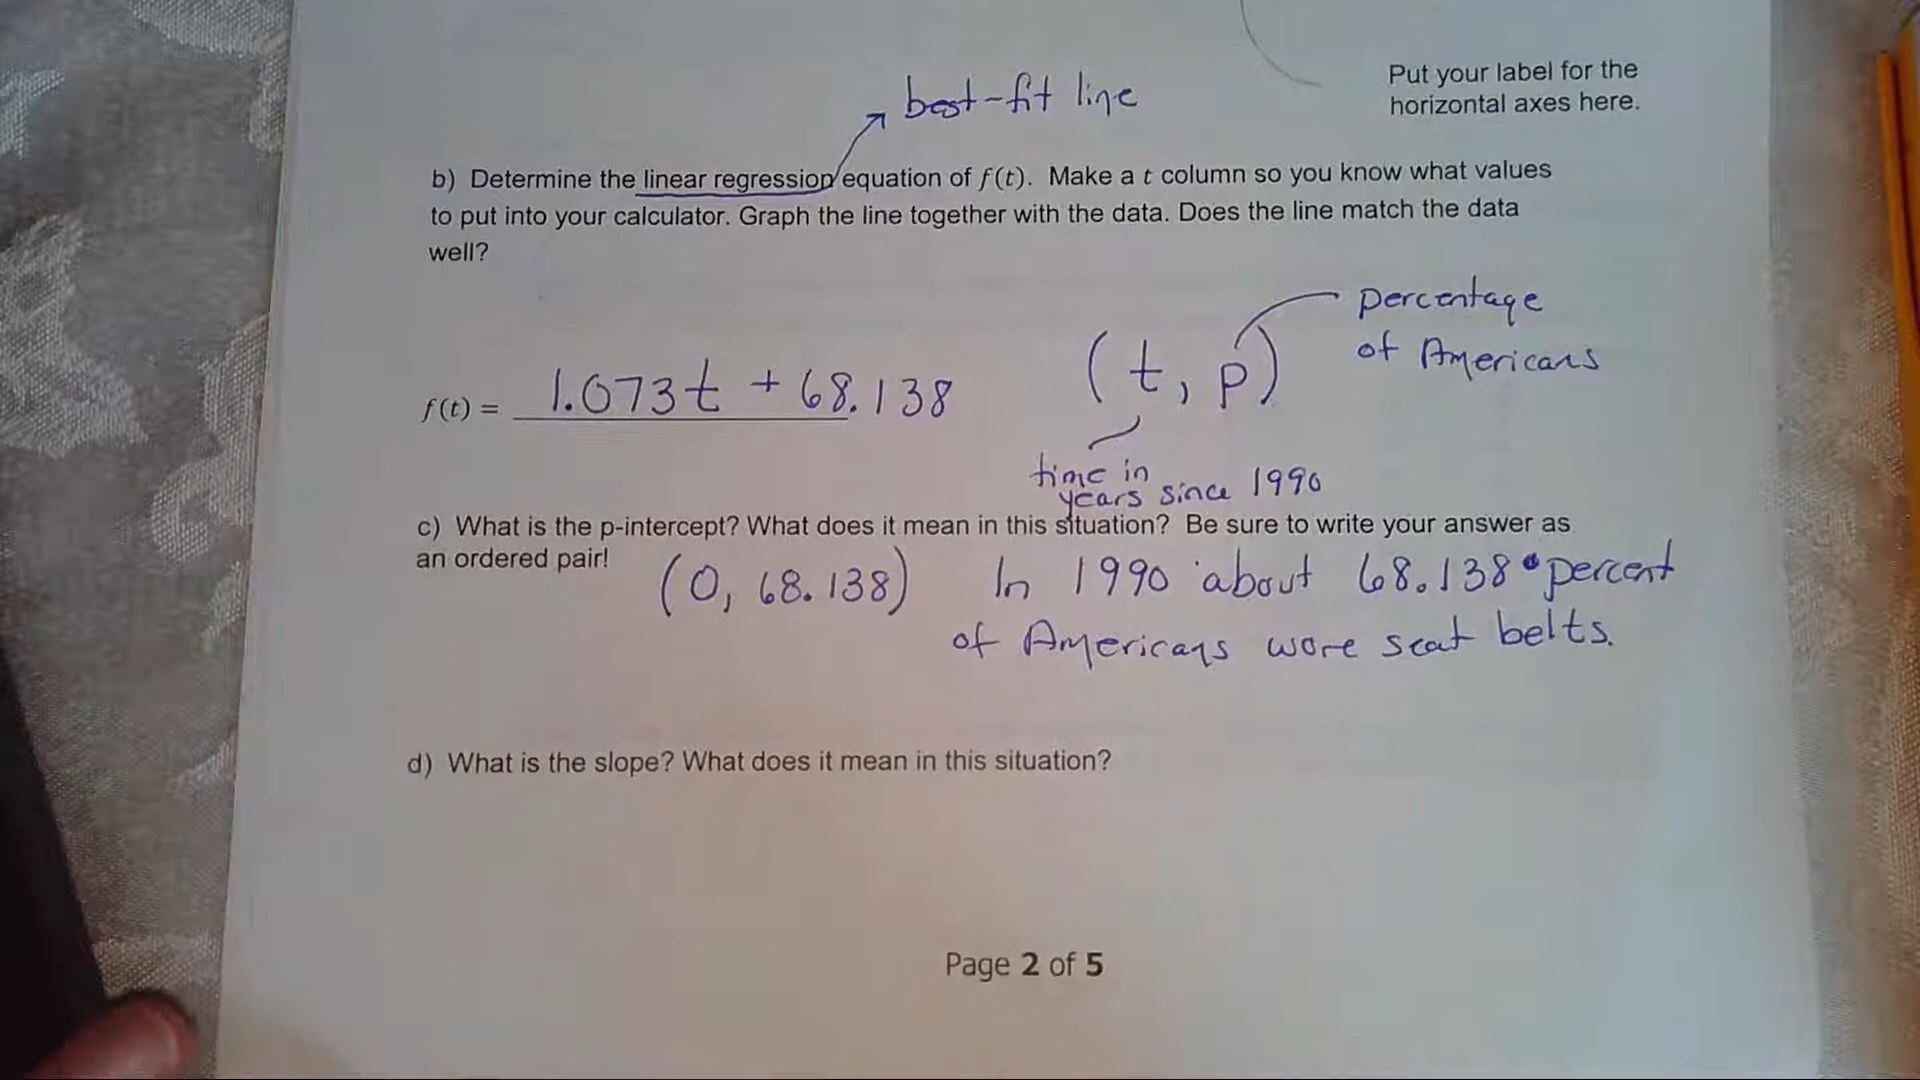 best-fit line
Put your label for the
horizontal axes here.
b) Determine the linear regression equation of f(t). Make a t column so you know what values
to put into your calculator. Graph the line together with the data. Does the line match the data
well?
percentage
of Americans
(t, p)
f(t) = 1.073t + 68.138
time in
years since 1990
c) What is the p-intercept? What does it mean in this situation? Be sure to write your answer as
an ordered pair!
(0, 68.138) In 1990 about 68.138 percent
of Americans wore seat belts.
d) What is the slope? What does it mean in this situation?
Page 2 of 5